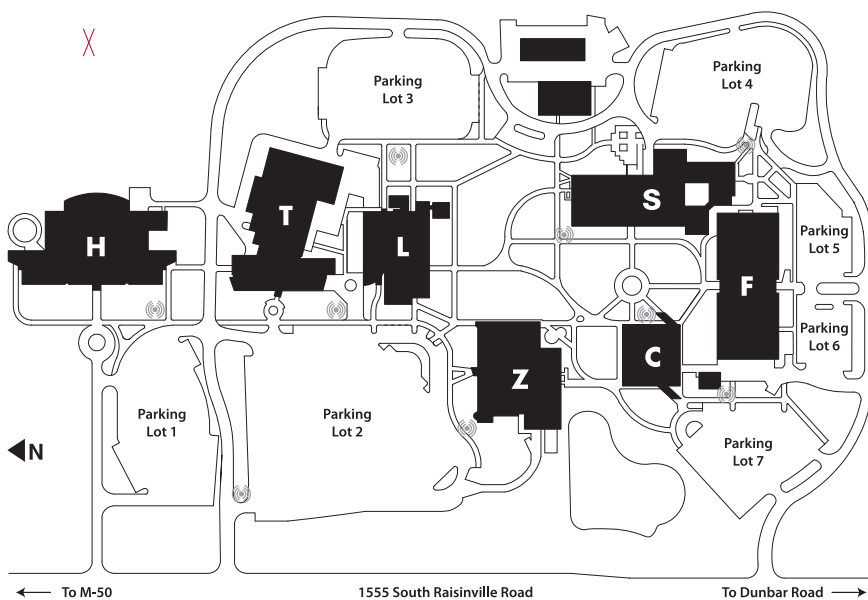 Parking
Lot 3
Parking
Lot 4
T
S
H
L
Parking
Lot 5
F
Parking
Lot 6
C
Z
Parking
Lot 1
Parking
Lot 2
Parking
Lot 7
N
To M-50
1555 South Raisinville Road
To Dunbar Road